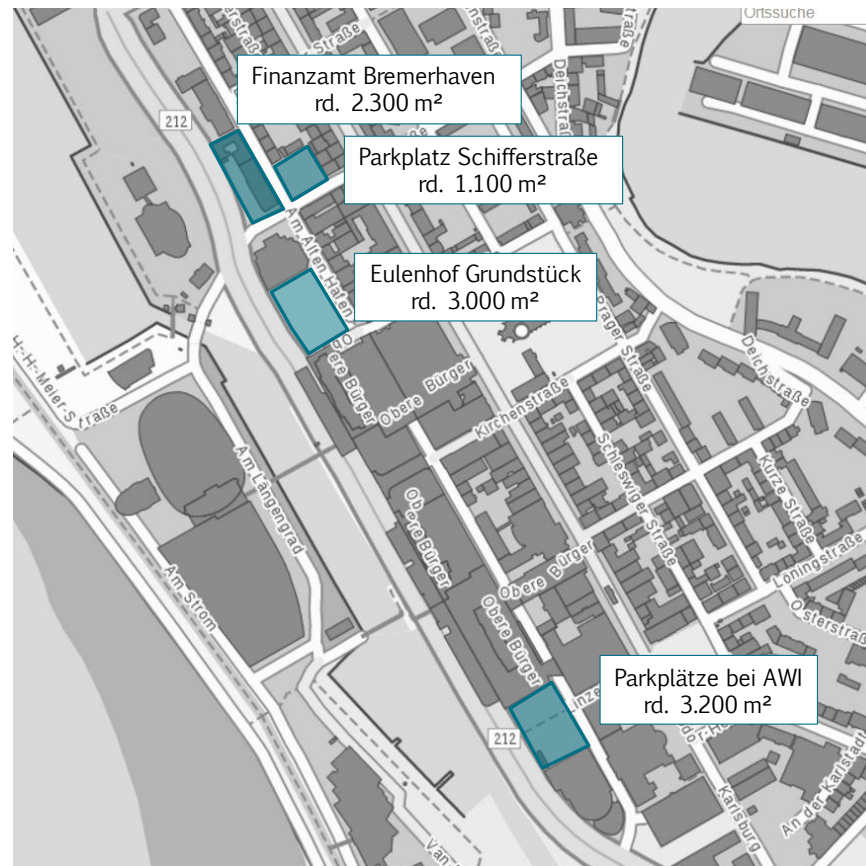 Ortssuche
Finanzamt Bremerhaven
rd. 2.300 m²
212
Deichstraße
Parkplatz Schifferstraße
rd. 1.100 m²
Am Alten Hafen
Eulenhof Grundstück
rd. 3.000 m²
Prager Straße
H.-H.-Meier-Straße
Obere Bürger
Obere Bürger
Deichstraße
Kirchenstraße
Am Längengrad
Schleswiger Straße
Kurze Straße
Obere Bürger
Obere Bürger
Löningstraße
Am Strom
Obere Bürger
Osterstraße
Parkplätze bei AWI
rd. 3.200 m²
212
Karlsburg
An der Karlstadt